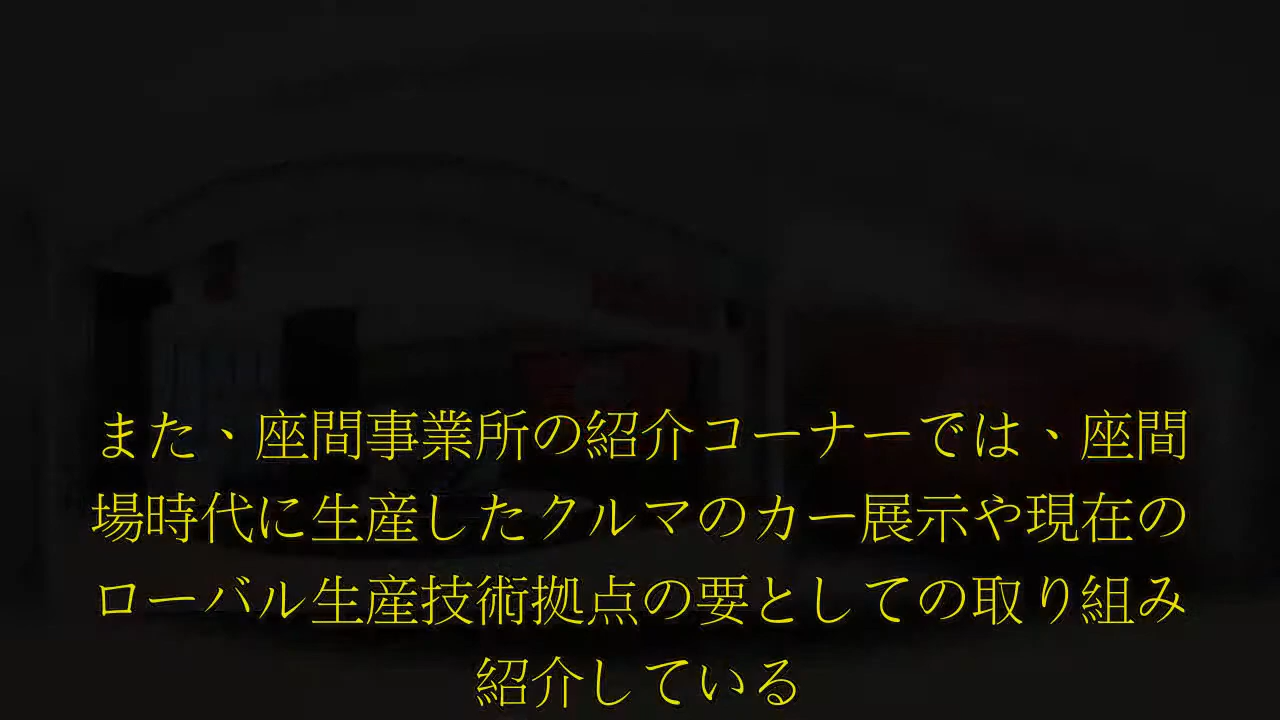 また、座間事業所の紹介コーナーでは、座間
場時代に生産したクルマのカー展示や現在の
ローバル生産技術拠点の要としての取り組み
紹介している